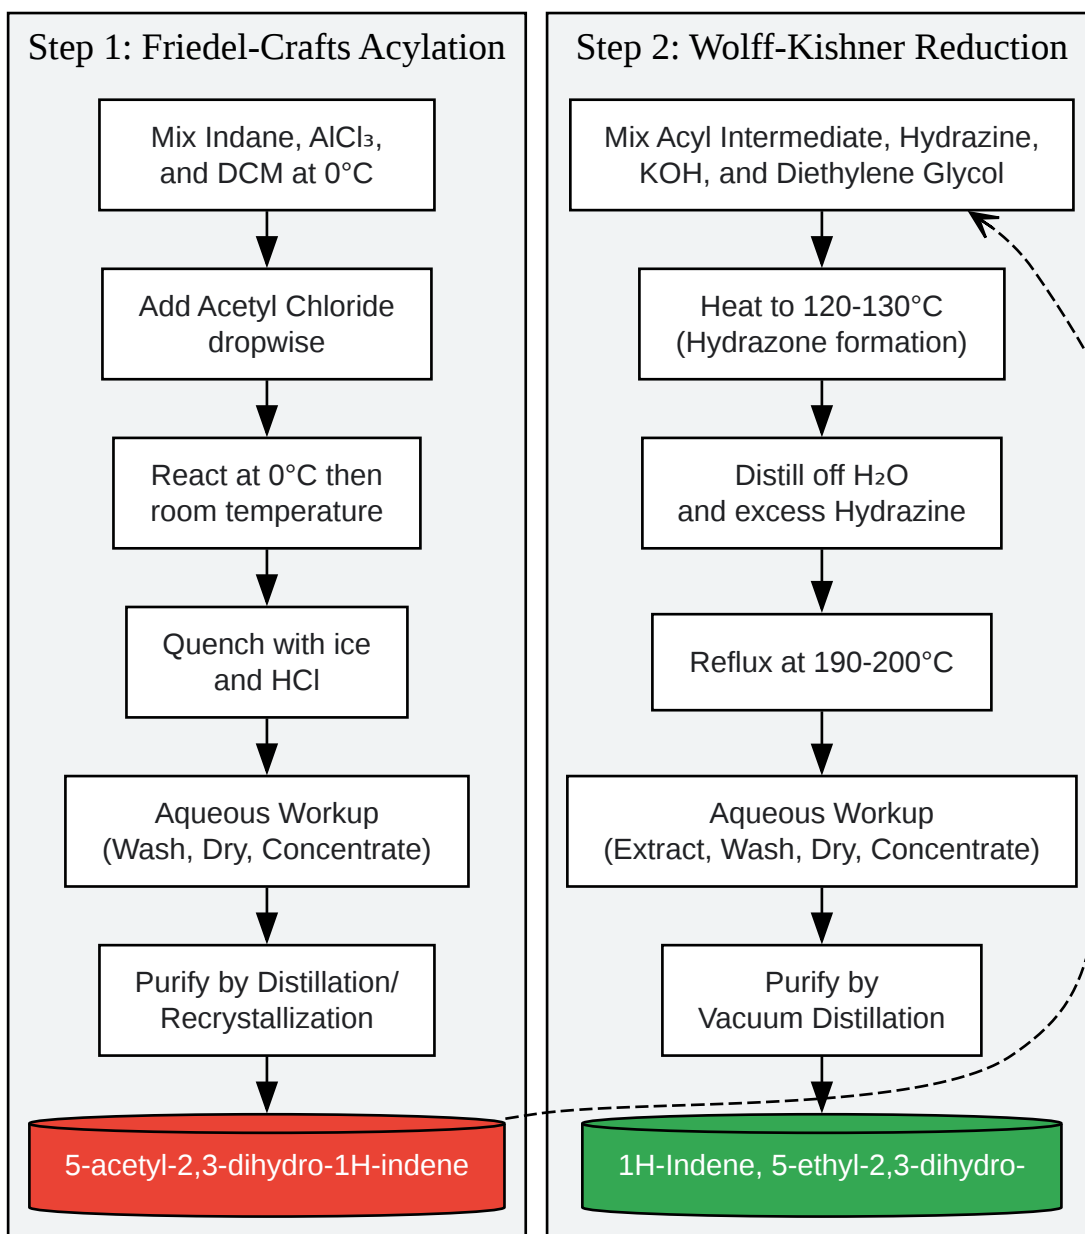 Step 1: Friedel-Crafts Acylation
Mix Indane, AlCl₃,
and DCM at 0°C
Add Acetyl Chloride
dropwise
React at 0°C then
room temperature
Quench with ice
and HCl
Aqueous Workup
(Wash, Dry, Concentrate)
Purify by Distillation/
Recrystallization
5-acetyl-2,3-dihydro-1H-indene
Step 2: Wolff-Kishner Reduction
Mix Acyl Intermediate, Hydrazine,
KOH, and Diethylene Glycol
Heat to 120-130°C
(Hydrazone formation)
Distill off H₂O
and excess Hydrazine
Reflux at 190-200°C
Aqueous Workup
(Extract, Wash, Dry, Concentrate)
Purify by
Vacuum Distillation
1H-Indene, 5-ethyl-2,3-dihydro-